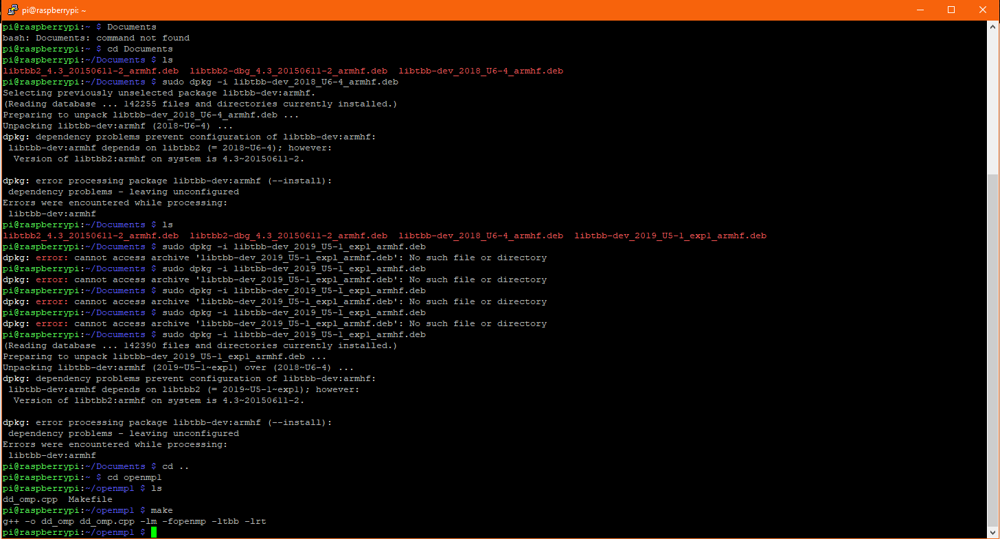 pi@raspberrypi: ~
pi@raspberrypi:~ $ Documents
bash: Documents: command not found
pi@raspberrypi:~ $ cd Documents
pi@raspberrypi:~/Documents $ ls
libtbb2_4.3_20150611-2_armhf.deb  libtbb2-dbg_4.3_20150611-2_armhf.deb  libtbb-dev_2018_U6-4_armhf.deb
pi@raspberrypi:~/Documents $ sudo dpkg -i libtbb-dev_2018_U6-4_armhf.deb
Selecting previously unselected package libtbb-dev:armhf.
(Reading database ... 142255 files and directories currently installed.)
Preparing to unpack libtbb-dev_2018_U6-4_armhf.deb ...
Unpacking libtbb-dev:armhf (2018~U6-4) ...
dpkg: dependency problems prevent configuration of libtbb-dev:armhf:
 libtbb-dev:armhf depends on libtbb2 (= 2018~U6-4); however:
  Version of libtbb2:armhf on system is 4.3~20150611-2.

dpkg: error processing package libtbb-dev:armhf (--install):
 dependency problems - leaving unconfigured
Errors were encountered while processing:
 libtbb-dev:armhf
pi@raspberrypi:~/Documents $ ls
libtbb2_4.3_20150611-2_armhf.deb  libtbb2-dbg_4.3_20150611-2_armhf.deb  libtbb-dev_2018_U6-4_armhf.deb  libtbb-dev_2019_U5-1_exp1_armhf.deb
pi@raspberrypi:~/Documents $ sudo dpkg -i libtbb-dev_2019_U5-1_exp1_armhf.deb
dpkg: error: cannot access archive 'libtbb-dev_2019_U5-1_exp1_armhf.deb': No such file or directory
pi@raspberrypi:~/Documents $ sudo dpkg -i libtbb-dev_2019_U5-1_exp1_armhf.deb
dpkg: error: cannot access archive 'libtbb-dev_2019_U5-1_exp1_armhf.deb': No such file or directory
pi@raspberrypi:~/Documents $ sudo dpkg -i libtbb-dev_2019_U5-1_exp1_armhf.deb
dpkg: error: cannot access archive 'libtbb-dev_2019_U5-1_exp1_armhf.deb': No such file or directory
pi@raspberrypi:~/Documents $ sudo dpkg -i libtbb-dev_2019_U5-1_exp1_armhf.deb
dpkg: error: cannot access archive 'libtbb-dev_2019_U5-1_exp1_armhf.deb': No such file or directory
pi@raspberrypi:~/Documents $ sudo dpkg -i libtbb-dev_2019_U5-1_exp1_armhf.deb
(Reading database ... 142390 files and directories currently installed.)
Preparing to unpack libtbb-dev_2019_U5-1_exp1_armhf.deb ...
Unpacking libtbb-dev:armhf (2019~U5-1~exp1) over (2018~U6-4) ...
dpkg: dependency problems prevent configuration of libtbb-dev:armhf:
 libtbb-dev:armhf depends on libtbb2 (= 2019~U5-1~exp1); however:
  Version of libtbb2:armhf on system is 4.3~20150611-2.

dpkg: error processing package libtbb-dev:armhf (--install):
 dependency problems - leaving unconfigured
Errors were encountered while processing:
 libtbb-dev:armhf
pi@raspberrypi:~/Documents $ cd ..
pi@raspberrypi:~ $ cd openmp1
pi@raspberrypi:~/openmp1 $ ls
dd_omp.cpp  Makefile
pi@raspberrypi:~/openmp1 $ make
g++ -o dd_omp dd_omp.cpp -lm -fopenmp -ltbb -lrt
pi@raspberrypi:~/openmp1 $